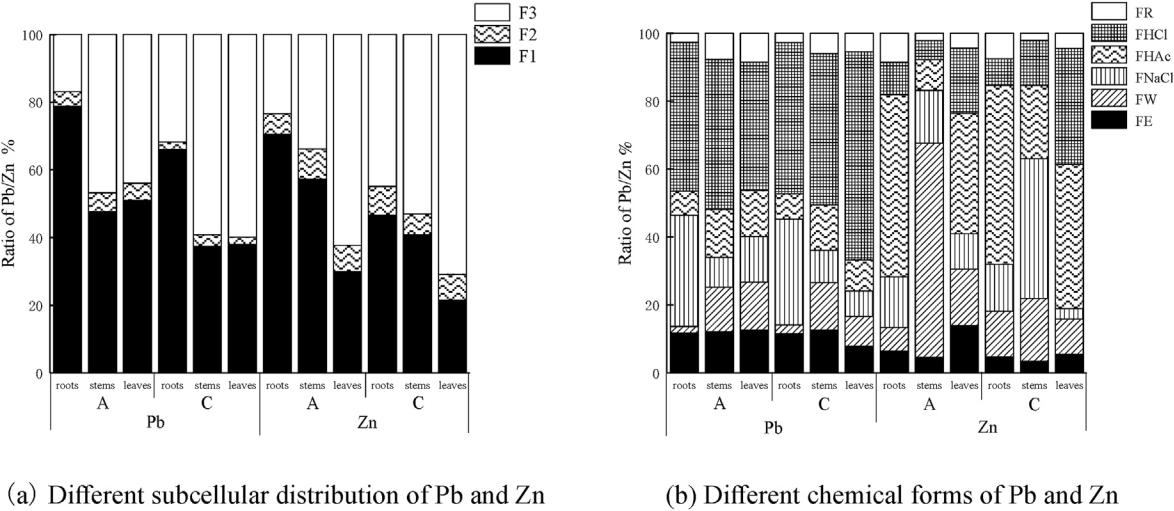 F3
F2
F1
100
80
60
40
20
0
Ratio of Pb/Zn %
roots stems leaves roots stems leaves roots stems leaves roots stems leaves
A C A C
Pb Zn
(a) Different subcellular distribution of Pb and Zn
FR
FHCl
FHAc
FNaCl
FW
FE
100
80
60
40
20
0
Ratio of Pb/Zn %
roots stems leaves roots stems leaves roots stems leaves roots stems leaves
A C A C
Pb Zn
(b) Different chemical forms of Pb and Zn